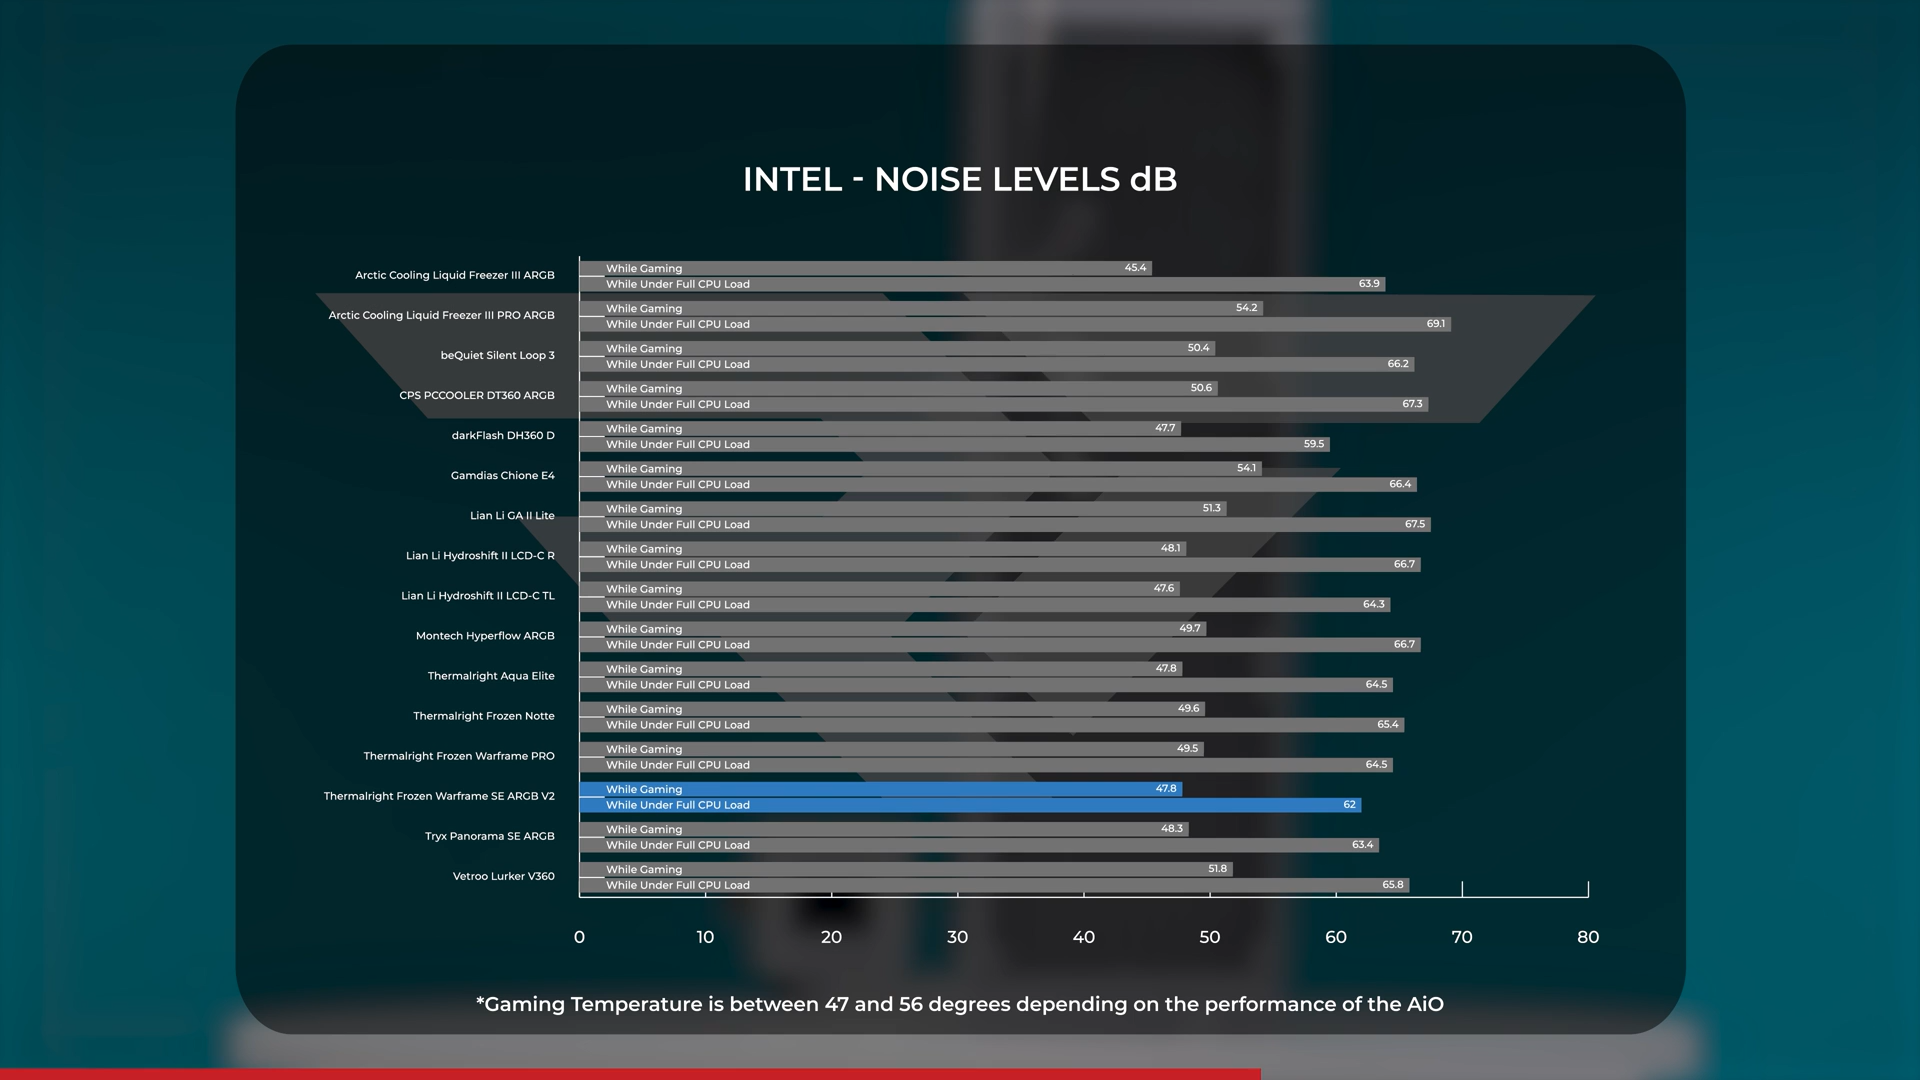 INTEL - NOISE LEVELS dB
Arctic Cooling Liquid Freezer III ARGB
While Gaming 45.4
While Under Full CPU Load 63.9
Arctic Cooling Liquid Freezer III PRO ARGB
While Gaming 54.2
While Under Full CPU Load 69.1
beQuiet Silent Loop 3
While Gaming 50.4
While Under Full CPU Load 66.2
CPS PCCOOLER DT360 ARGB
While Gaming 50.6
While Under Full CPU Load 67.3
darkFlash DH360 D
While Gaming 47.7
While Under Full CPU Load 59.5
Gamdias Chione E4
While Gaming 54.1
While Under Full CPU Load 66.4
Lian Li GA II Lite
While Gaming 51.3
While Under Full CPU Load 67.5
Lian Li Hydroshift II LCD-C R
While Gaming 48.1
While Under Full CPU Load 66.7
Lian Li Hydroshift II LCD-C TL
While Gaming 47.6
While Under Full CPU Load 64.3
Montech Hyperflow ARGB
While Gaming 49.7
While Under Full CPU Load 66.7
Thermalright Aqua Elite
While Gaming 47.8
While Under Full CPU Load 64.5
Thermalright Frozen Notte
While Gaming 49.6
While Under Full CPU Load 65.4
Thermalright Frozen Warframe PRO
While Gaming 49.5
While Under Full CPU Load 64.5
Thermalright Frozen Warframe SE ARGB V2
While Gaming 47.8
While Under Full CPU Load 62
Tryx Panorama SE ARGB
While Gaming 48.3
While Under Full CPU Load 63.4
Vetroo Lurker V360
While Gaming 51.8
While Under Full CPU Load 65.8
0 10 20 30 40 50 60 70 80
*Gaming Temperature is between 47 and 56 degrees depending on the performance of the AiO